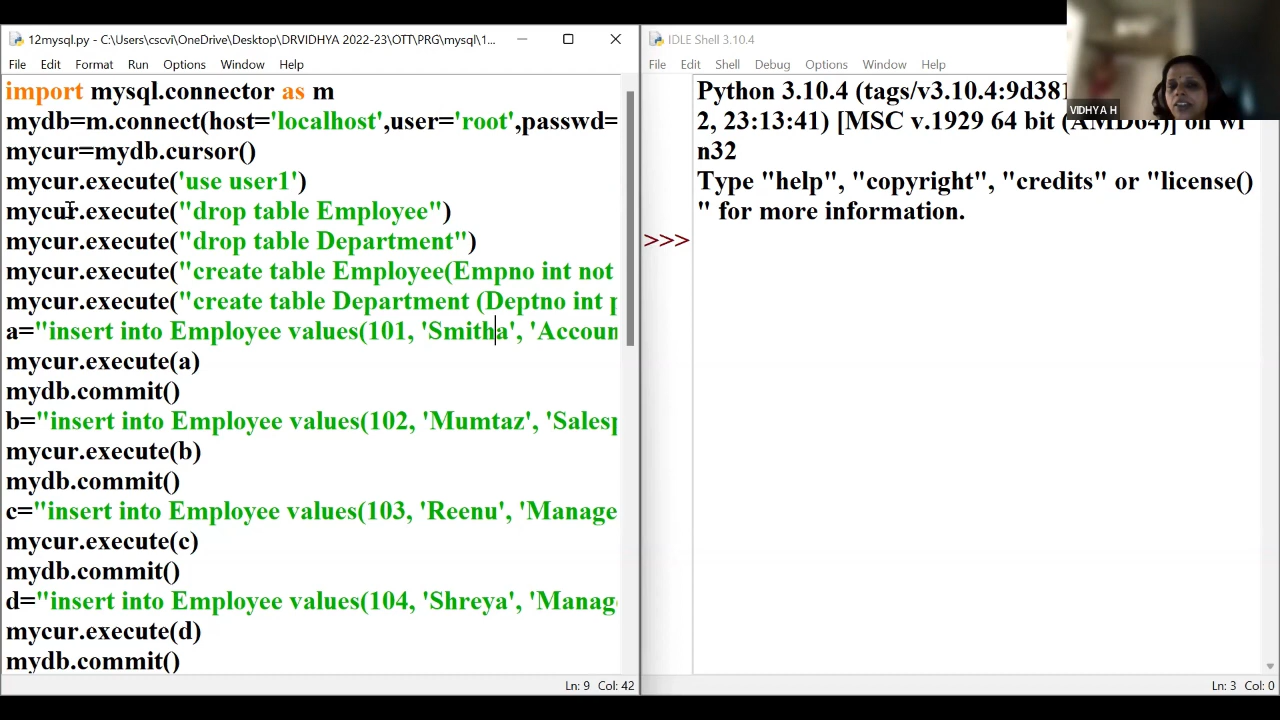 12mysql.py - C:\Users\cscvi\OneDrive\Desktop\DRVIDHYA 2022-23\OTT\PRG\mysql\1...
File Edit Format Run Options Window Help
import mysql.connector as m
mydb=m.connect(host='localhost',user='root',passwd=
mycur=mydb.cursor()
mycur.execute('use user1')
mycur.execute("drop table Employee")
mycur.execute("drop table Department")
mycur.execute("create table Employee(Empno int not
mycur.execute("create table Department (Deptno int p
a="insert into Employee values(101, 'Smitha', 'Accoun
mycur.execute(a)
mydb.commit()
b="insert into Employee values(102, 'Mumtaz', 'Salesp
mycur.execute(b)
mydb.commit()
c="insert into Employee values(103, 'Reenu', 'Manage
mycur.execute(c)
mydb.commit()
d="insert into Employee values(104, 'Shreya', 'Manag
mycur.execute(d)
mydb.commit()
Ln: 9 Col: 42
IDLE Shell 3.10.4
File Edit Shell Debug Options Window Help
Python 3.10.4 (tags/v3.10.4:9d381
2, 23:13:41) [MSC v.1929 64 bit (AMD64)] on wi
n32
Type "help", "copyright", "credits" or "license()
" for more information.
>>>
Ln: 3 Col: 0
VIDHYA H